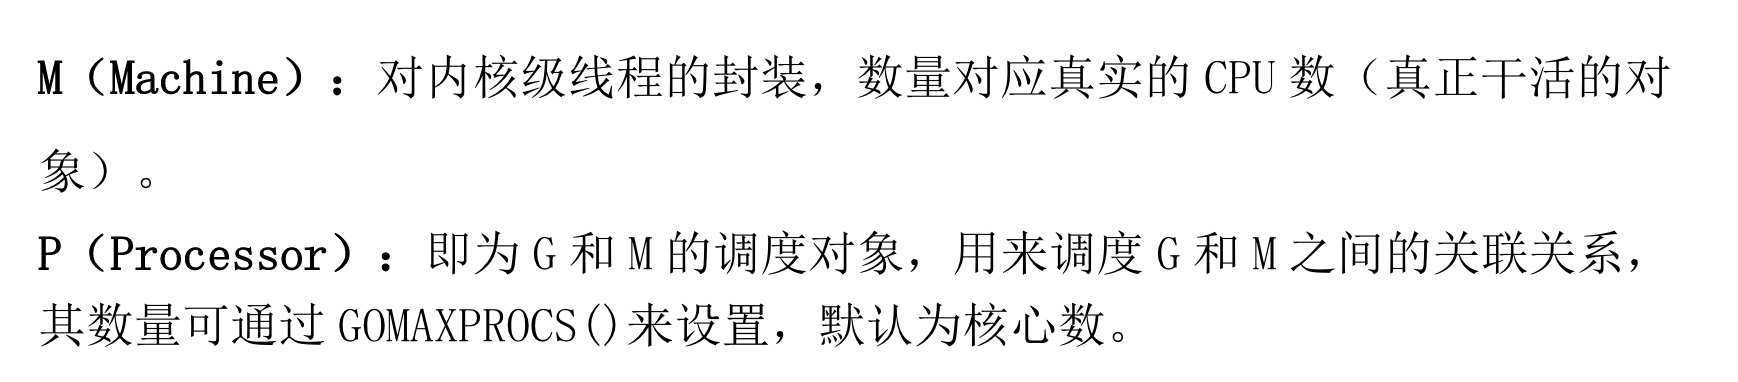 M（Machine）：对内核级线程的封装，数量对应真实的 CPU 数（真正干活的对
象）。
P（Processor）：即为 G 和 M 的调度对象，用来调度 G 和 M 之间的关联关系，
其数量可通过 GOMAXPROCS()来设置，默认为核心数。